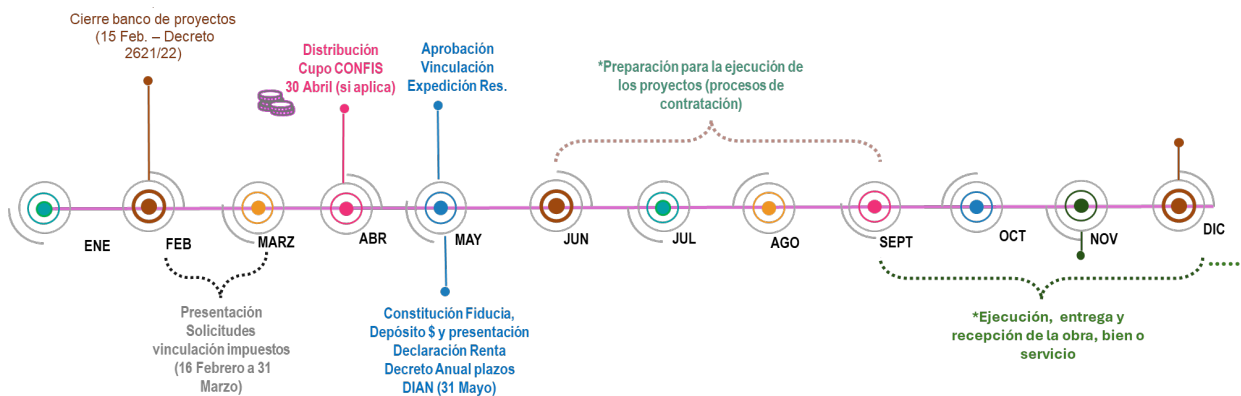 Cierre banco de proyectos
(15 Feb. – Decreto
2621/22)
Distribución
Cupo CONFIS
30 Abril (si aplica)
Aprobación
Vinculación
Expedición Res.
*Preparación para la ejecución de
los proyectos (procesos de
contratación)
ENE
FEB
MARZ
ABR
MAY
JUN
JUL
AGO
SEPT
OCT
NOV
DIC
Presentación
Solicitudes
vinculación impuestos
(16 Febrero a 31
Marzo)
Constitución Fiducia,
Depósito $ y presentación
Declaración Renta
Decreto Anual plazos
DIAN (31 Mayo)
*Ejecución, entrega y
recepción de la obra, bien o
servicio